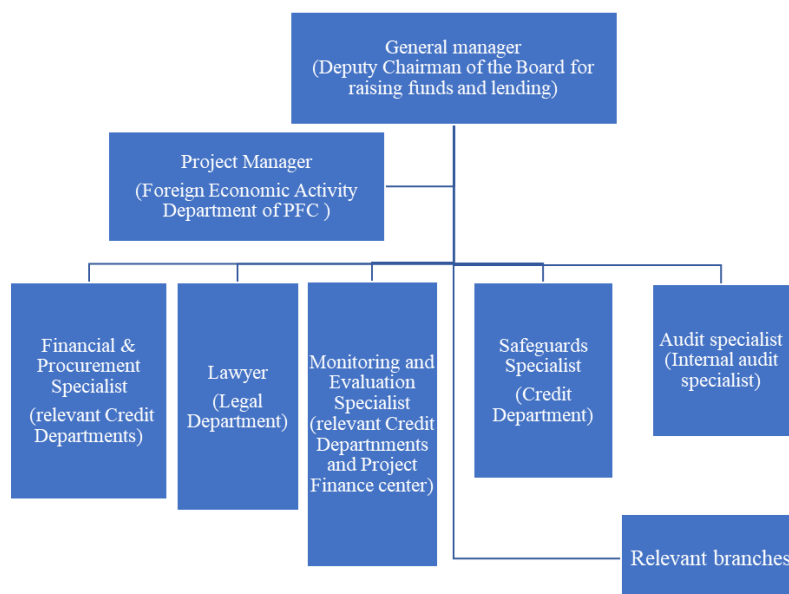 General manager
(Deputy Chairman of the Board for
raising funds and lending)
Project Manager
(Foreign Economic Activity
Department of PFC )
Financial &
Procurement
Specialist
(relevant Credit
Departments)
Lawyer
(Legal
Department)
Monitoring and
Evaluation
Specialist
(relevant Credit
Departnments
and Project
Finance center)
Safeguards
Specialist
(Credit
Department)
Audit specialist
(Internal audit
specialist)
Relevant branches